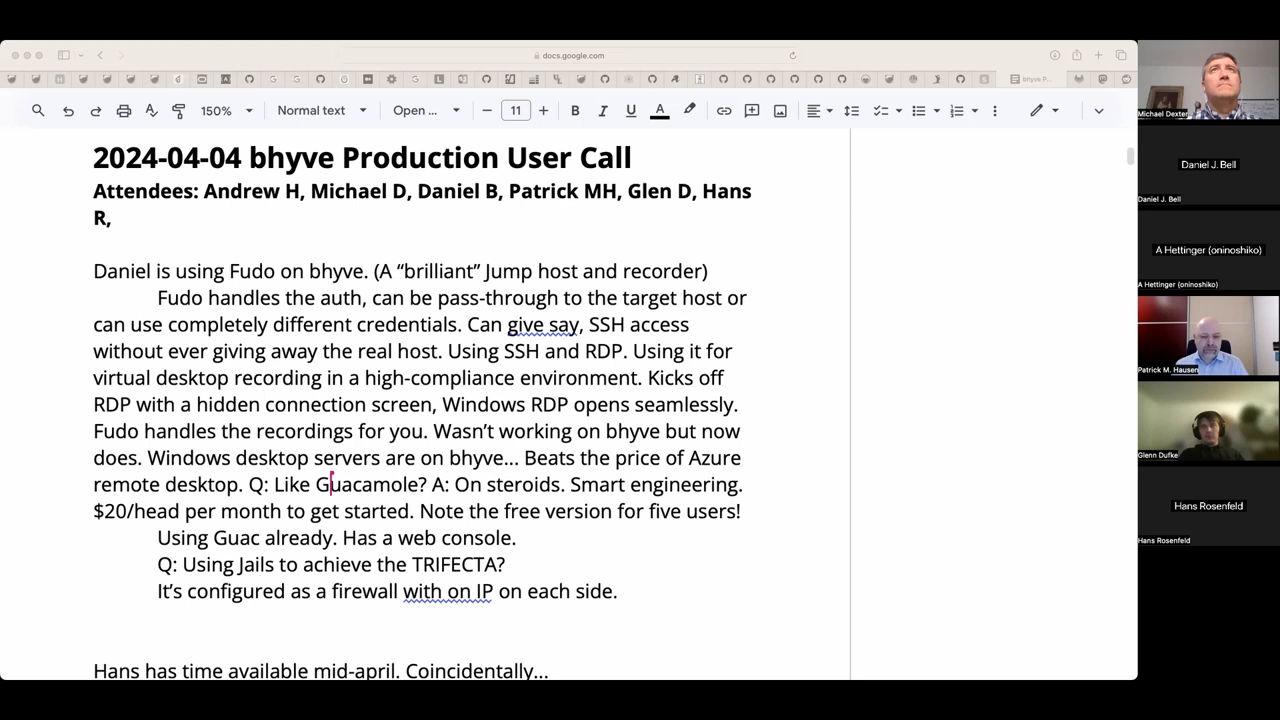 docs.google.com
bhyve P...
150%
Normal text
Open ...
11
2024-04-04 bhyve Production User Call
Attendees: Andrew H, Michael D, Daniel B, Patrick MH, Glen D, Hans
R,
Daniel is using Fudo on bhyve. (A “brilliant” Jump host and recorder)
Fudo handles the auth, can be pass-through to the target host or
can use completely different credentials. Can give say, SSH access
without ever giving away the real host. Using SSH and RDP. Using it for
virtual desktop recording in a high-compliance environment. Kicks off
RDP with a hidden connection screen, Windows RDP opens seamlessly.
Fudo handles the recordings for you. Wasn’t working on bhyve but now
does. Windows desktop servers are on bhyve... Beats the price of Azure
remote desktop. Q: Like Guacamole? A: On steroids. Smart engineering.
$20/head per month to get started. Note the free version for five users!
Using Guac already. Has a web console.
Q: Using Jails to achieve the TRIFECTA?
It’s configured as a firewall with on IP on each side.
Hans has time available mid-april. Coincidentally...
Michael Dexter
Daniel J. Bell
Daniel J. Bell
A Hettinger (oninoshiko)
A Hettinger (oninoshiko)
Patrick M. Hausen
Glenn Dufke
Hans Rosenfeld
Hans Rosenfeld